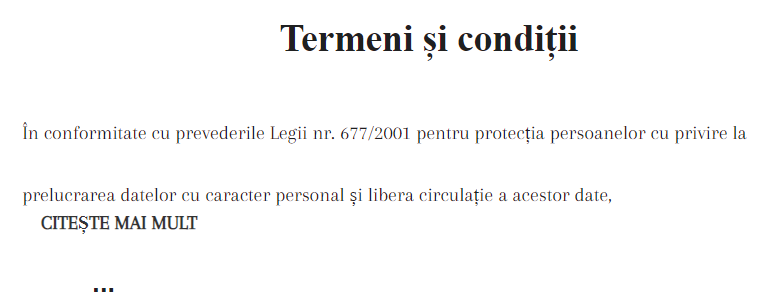 Termeni și condiții
În conformitate cu prevederile Legii nr. 677/2001 pentru protecția persoanelor cu privire la
prelucrarea datelor cu caracter personal și libera circulație a acestor date,
CITEȘTE MAI MULT